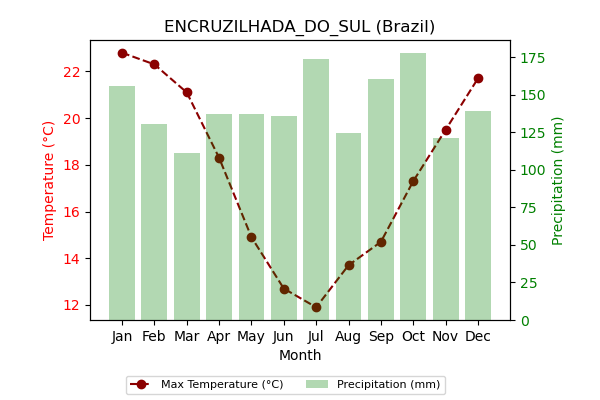 ENCRUZILHADA_DO_SUL (Brazil)
Temperature (°C)
22
20
18
16
14
12
175
150
125
100
75
50
25
0
Precipitation (mm)
Jan Feb Mar Apr May Jun Jul Aug Sep Oct Nov Dec
Month
Max Temperature (°C) Precipitation (mm)